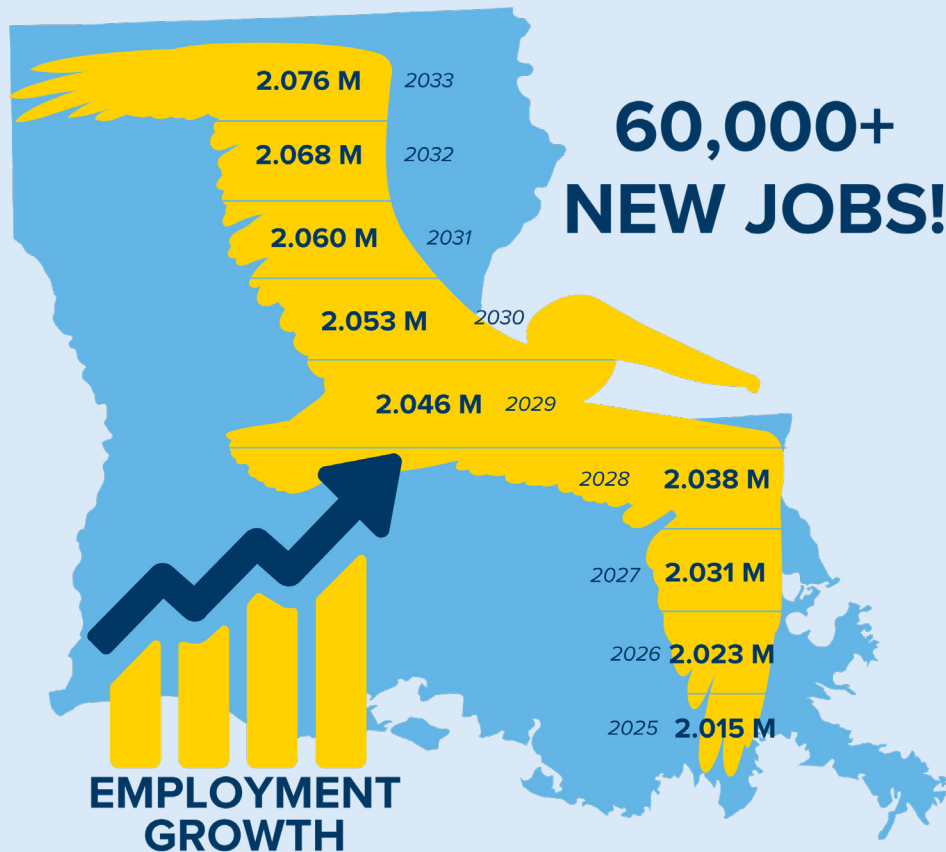 2.076 M 2033
2.068 M 2032
2.060 M 2031
2.053 M 2030
2.046 M 2029
2028 2.038 M
2027 2.031 M
2026 2.023 M
2025 2.015 M
60,000+
NEW JOBS!
EMPLOYMENT
GROWTH